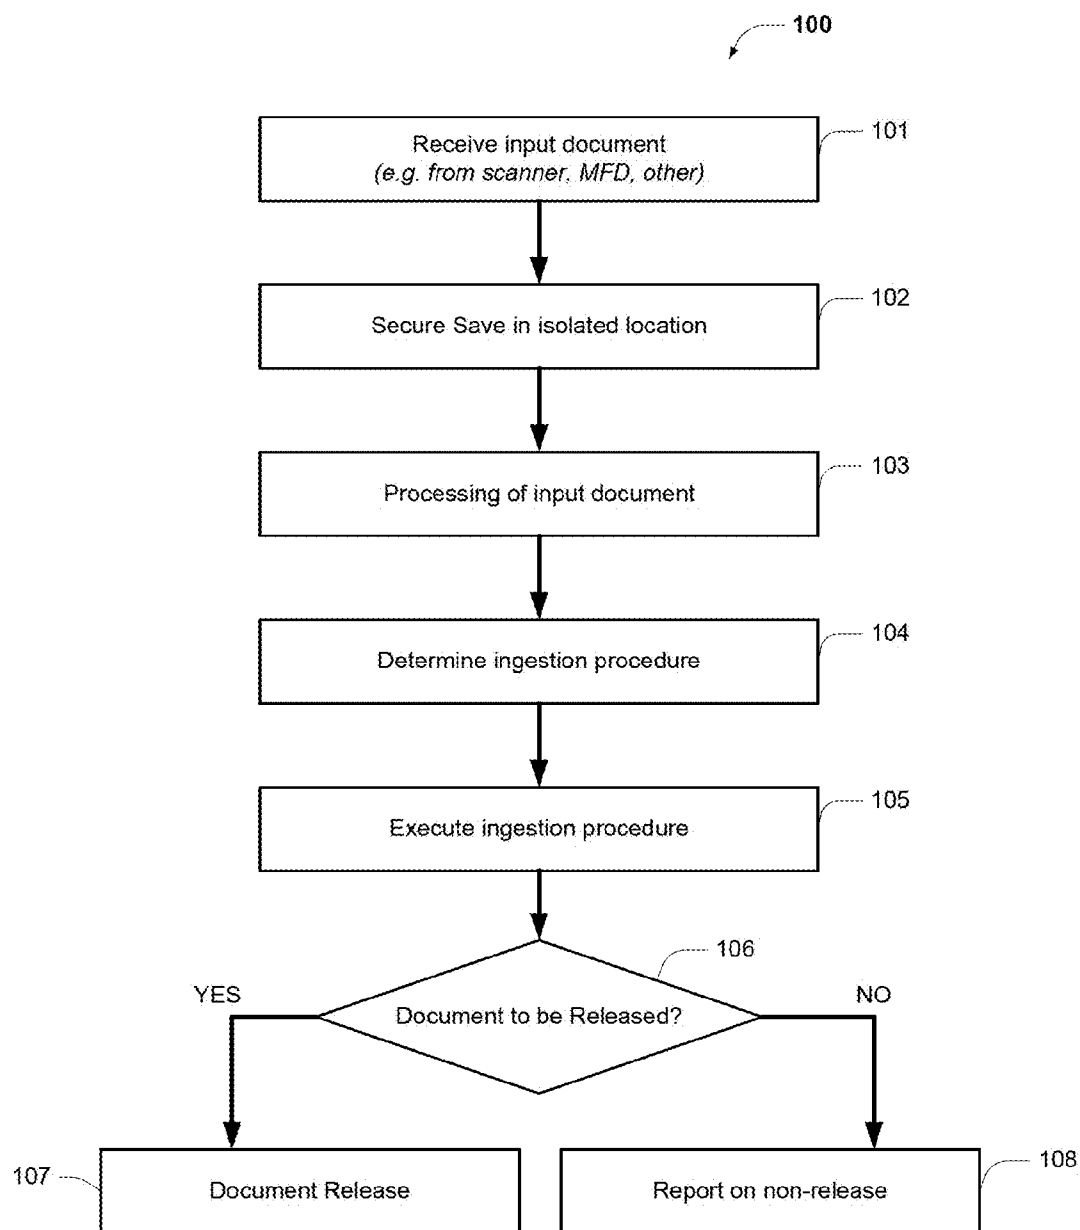 100
Receive input document
(e.g. from scanner, MFD, other)
101
Secure Save in isolated location
102
Processing of input document
103
Determine ingestion procedure
104
Execute ingestion procedure
105
106
YES
Document to be Released?
NO
107
Document Release
Report on non-release
108